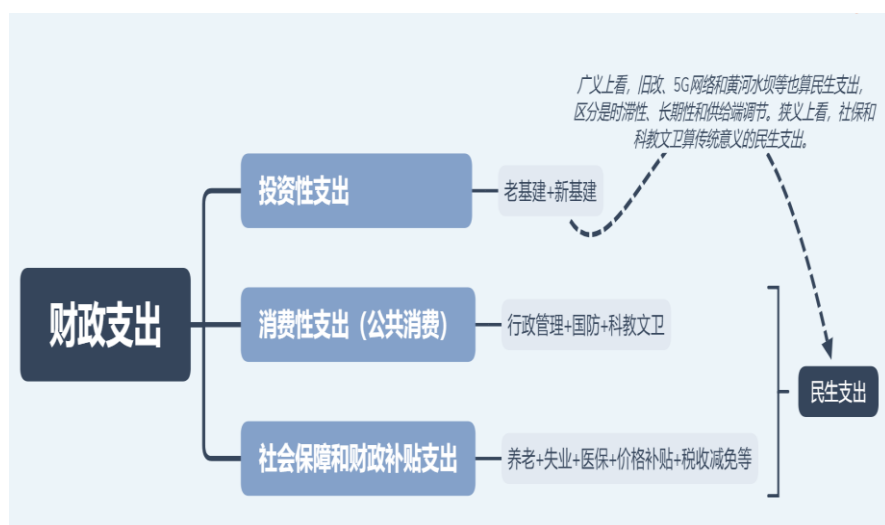 广义上看，旧改、5G网络和黄河水坝等也算民生支出，
区分是时滞性、长期性和供给端调节。狭义上看，社保和
科教文卫算传统意义的民生支出。
投资性支出
老基建+新基建
财政支出
消费性支出（公共消费）
行政管理+国防+科教文卫
民生支出
社会保障和财政补贴支出
养老+失业+医保+价格补贴+税收减免等